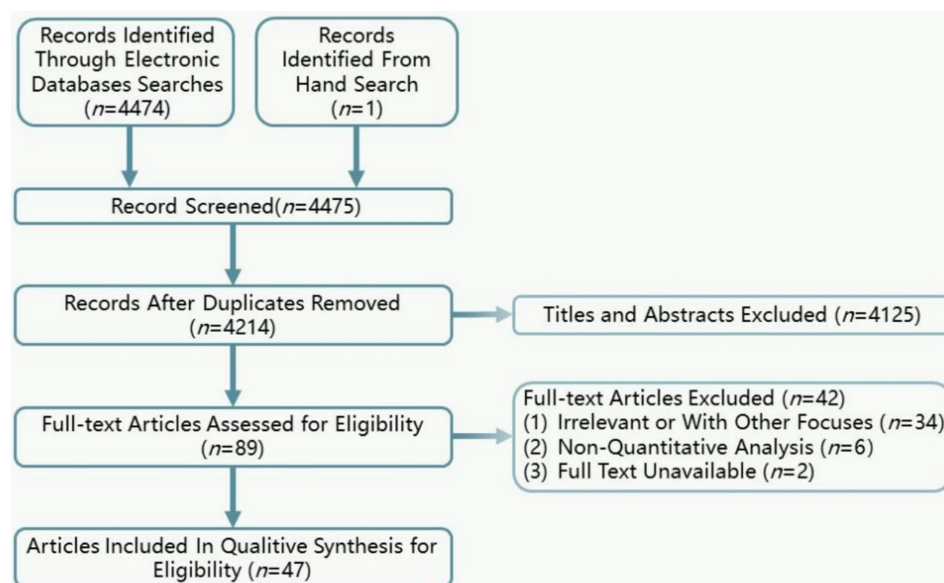 Records Identified
Through Electronic
Databases Searches
(n=4474)
Records
Identified From
Hand Search
(n=1)
Record Screened(n=4475)
Records After Duplicates Removed
(n=4214)
Titles and Abstracts Excluded (n=4125)
Full-text Articles Assessed for Eligibility
(n=89)
Full-text Articles Excluded (n=42)
(1) Irrelevant or With Other Focuses (n=34)
(2) Non-Quantitative Analysis (n=6)
(3) Full Text Unavailable (n=2)
Articles Included In Qualitive Synthesis for
Eligibility (n=47)